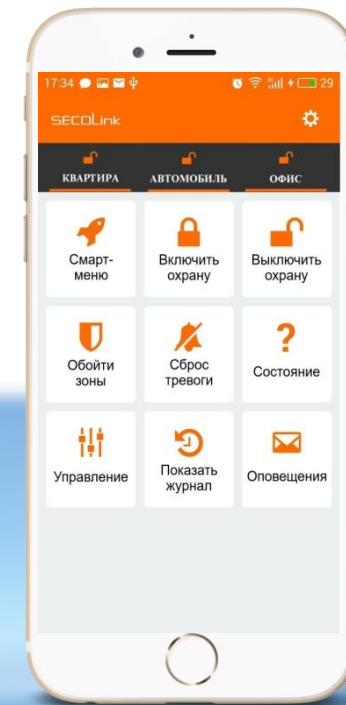 17:34
29
SECOLink
КВАРТИРА
АВТОМОБИЛЬ
ОФИС
Смарт-
меню
Включить
охрану
Выключить
охрану
Обойти
зоны
Сброс
тревоги
Состояние
Управление
Показать
журнал
Оповещения